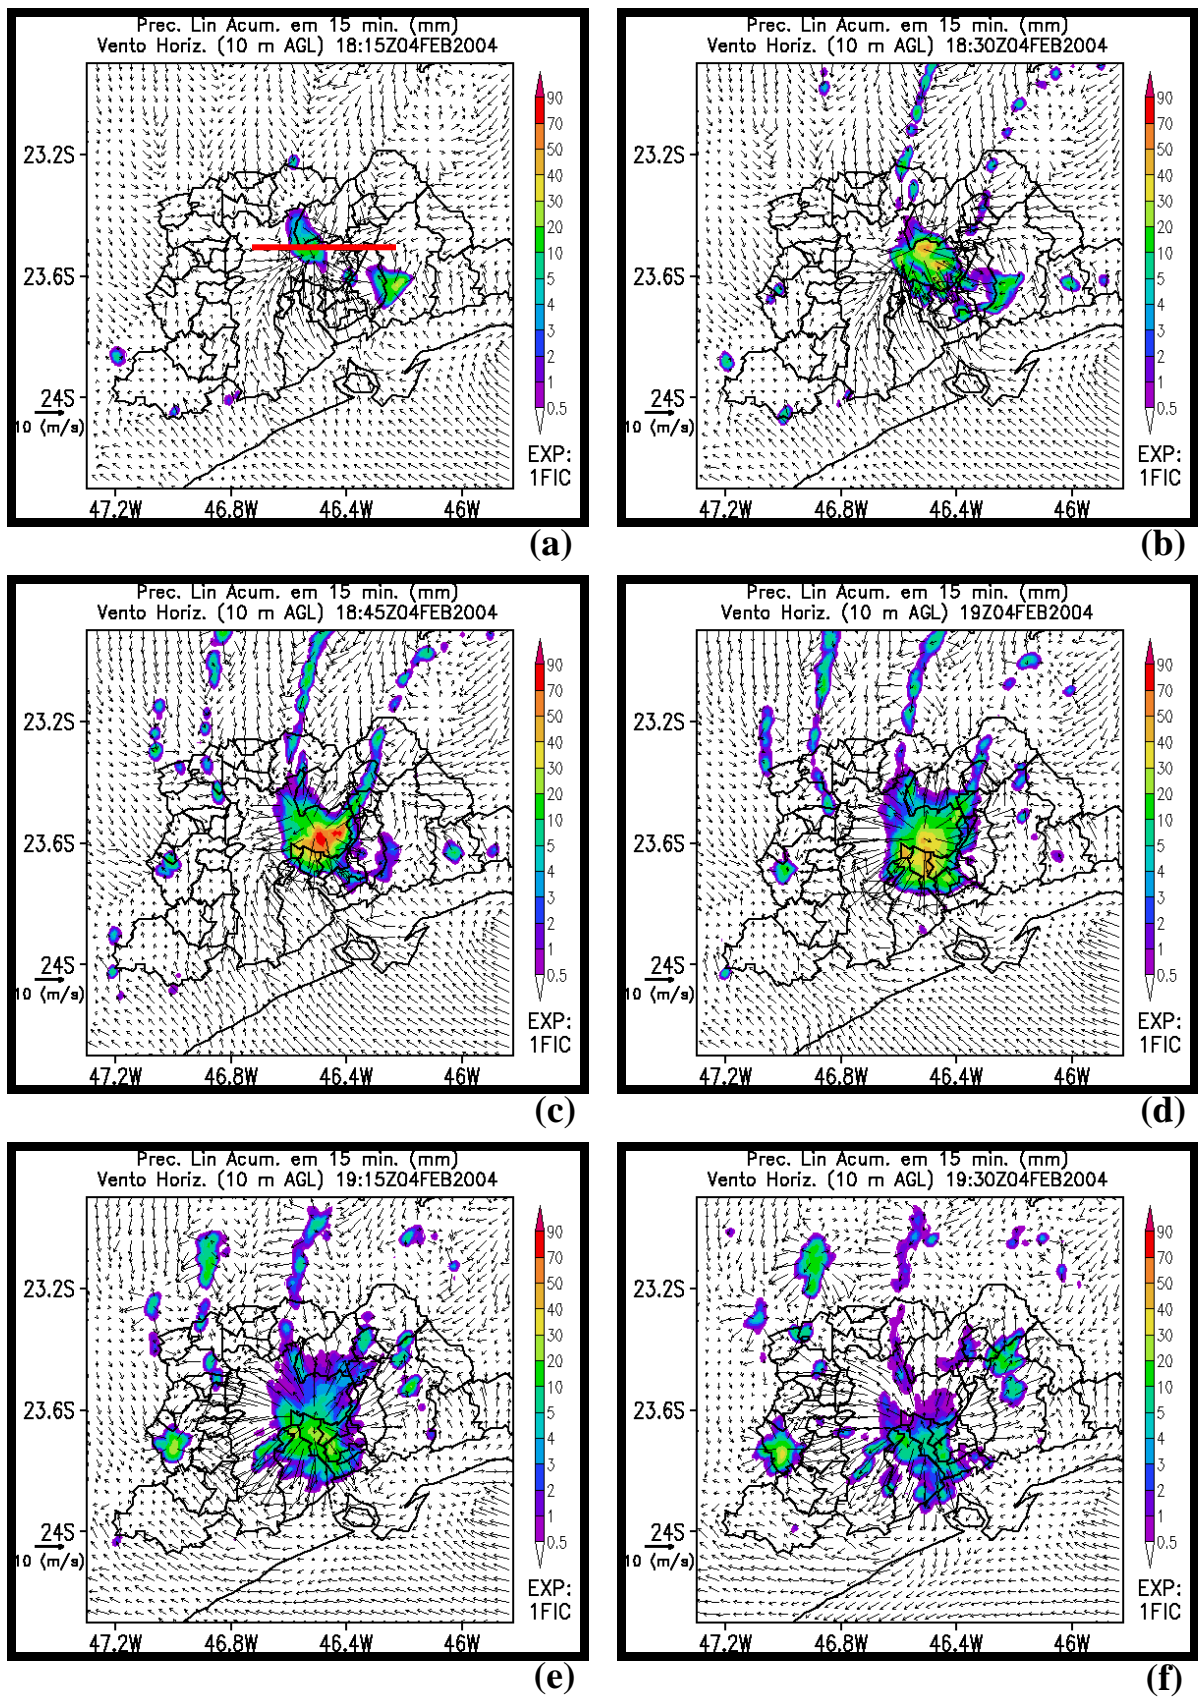 Prec. Lin Acum. em 15 min. (mm)
Vento Horiz. (10 m AGL) 18:15Z04FEB2004
23.2S
23.6S
24S
10 (m/s)
47.2W 46.8W 46.4W 46W
90
70
50
40
30
20
10
5
4
3
2
1
0.5
EXP:
1FIC
(a)
Prec. Lin Acum. em 15 min. (mm)
Vento Horiz. (10 m AGL) 18:30Z04FEB2004
23.2S
23.6S
24S
10 (m/s)
47.2W 46.8W 46.4W 46W
90
70
50
40
30
20
10
5
4
3
2
1
0.5
EXP:
1FIC
(b)
Prec. Lin Acum. em 15 min. (mm)
Vento Horiz. (10 m AGL) 18:45Z04FEB2004
23.2S
23.6S
24S
10 (m/s)
47.2W 46.8W 46.4W 46W
90
70
50
40
30
20
10
5
4
3
2
1
0.5
EXP:
1FIC
(c)
Prec. Lin Acum. em 15 min. (mm)
Vento Horiz. (10 m AGL) 19Z04FEB2004
23.2S
23.6S
24S
10 (m/s)
47.2W 46.8W 46.4W 46W
90
70
50
40
30
20
10
5
4
3
2
1
0.5
EXP:
1FIC
(d)
Prec. Lin Acum. em 15 min. (mm)
Vento Horiz. (10 m AGL) 19:15Z04FEB2004
23.2S
23.6S
24S
10 (m/s)
47.2W 46.8W 46.4W 46W
90
70
50
40
30
20
10
5
4
3
2
1
0.5
EXP:
1FIC
(e)
Prec. Lin Acum. em 15 min. (mm)
Vento Horiz. (10 m AGL) 19:30Z04FEB2004
23.2S
23.6S
24S
10 (m/s)
47.2W 46.8W 46.4W 46W
90
70
50
40
30
20
10
5
4
3
2
1
0.5
EXP:
1FIC
(f)